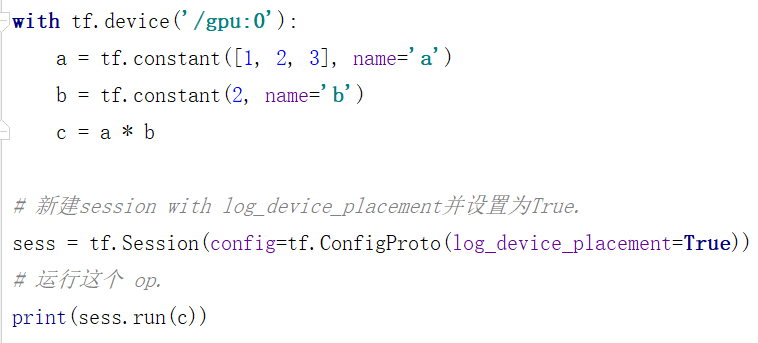 with tf.device('/gpu:0'):
    a = tf.constant([1, 2, 3], name='a')
    b = tf.constant(2, name='b')
    c = a * b
# 新建session with log_device_placement并设置为True.
sess = tf.Session(config=tf.ConfigProto(log_device_placement=True))
# 运行这个 op.
print(sess.run(c))